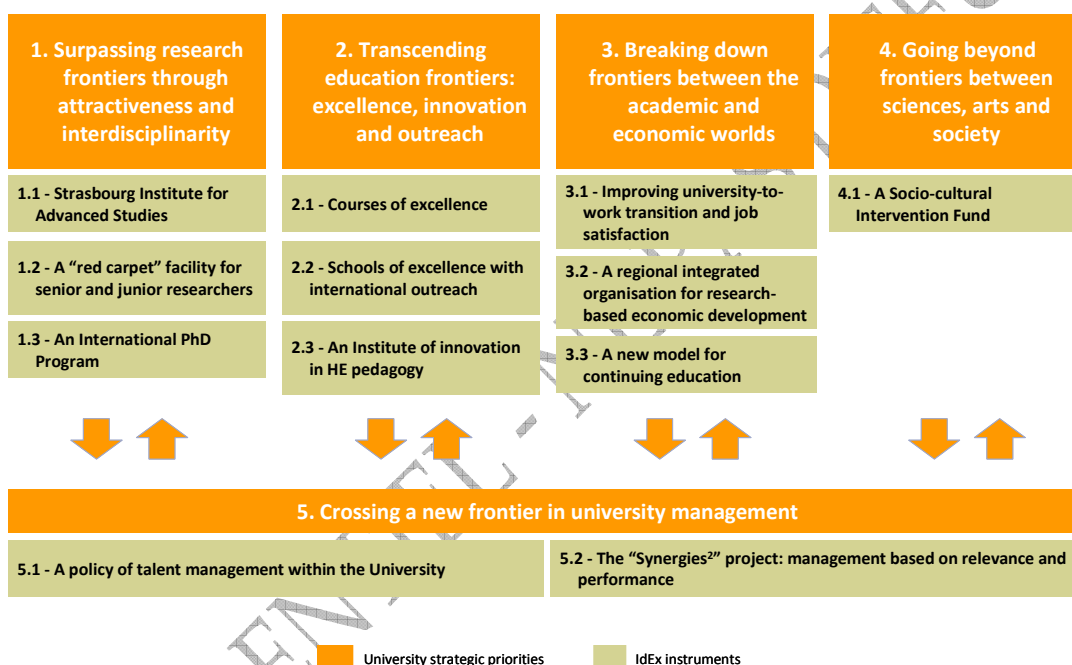 1. Surpassing research
frontiers through
attractiveness and
interdisciplinarity
2. Transcending
education frontiers:
excellence, innovation
and outreach
3. Breaking down
frontiers between the
academic and
economic worlds
4. Going beyond
frontiers between
sciences, arts and
society
1.1 - Strasbourg Institute for
Advanced Studies
1.2 - A “red carpet” facility for
senior and junior researchers
1.3 - An International PhD
Program
2.1 - Courses of excellence
2.2 - Schools of excellence with
international outreach
2.3 - An Institute of innovation
in HE pedagogy
3.1 - Improving university-to-
work transition and job
satisfaction
3.2 - A regional integrated
organisation for research-
based economic development
3.3 - A new model for
continuing education
4.1 - A Socio-cultural
Intervention Fund
5. Crossing a new frontier in university management
5.1 - A policy of talent management within the University
5.2 - The “Synergies²” project: management based on relevance and
performance
University strategic priorities
IdEx instruments